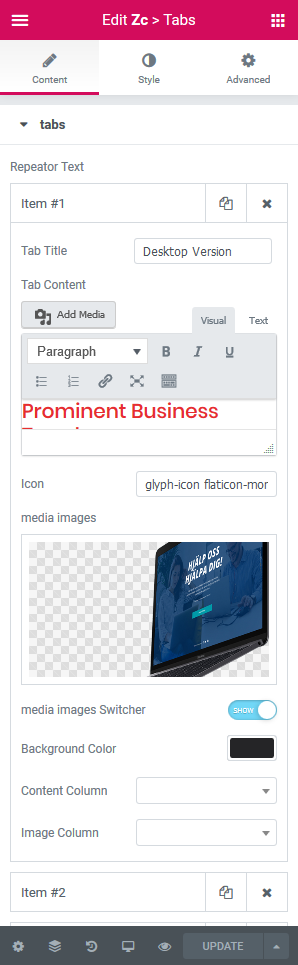 Edit Zc > Tabs
Content
Style
Advanced
tabs
Repeator Text
Item #1
Tab Title
Desktop Version
Tab Content
Add Media
Visual
Text
Paragraph
B
I
U
Prominent Business
Icon
glyph-icon flaticon-mor
media images
HJÄLP OSS
HJÄLPA DIG!
media images Switcher
SHOW
Background Color
Content Column
Image Column
Item #2
UPDATE